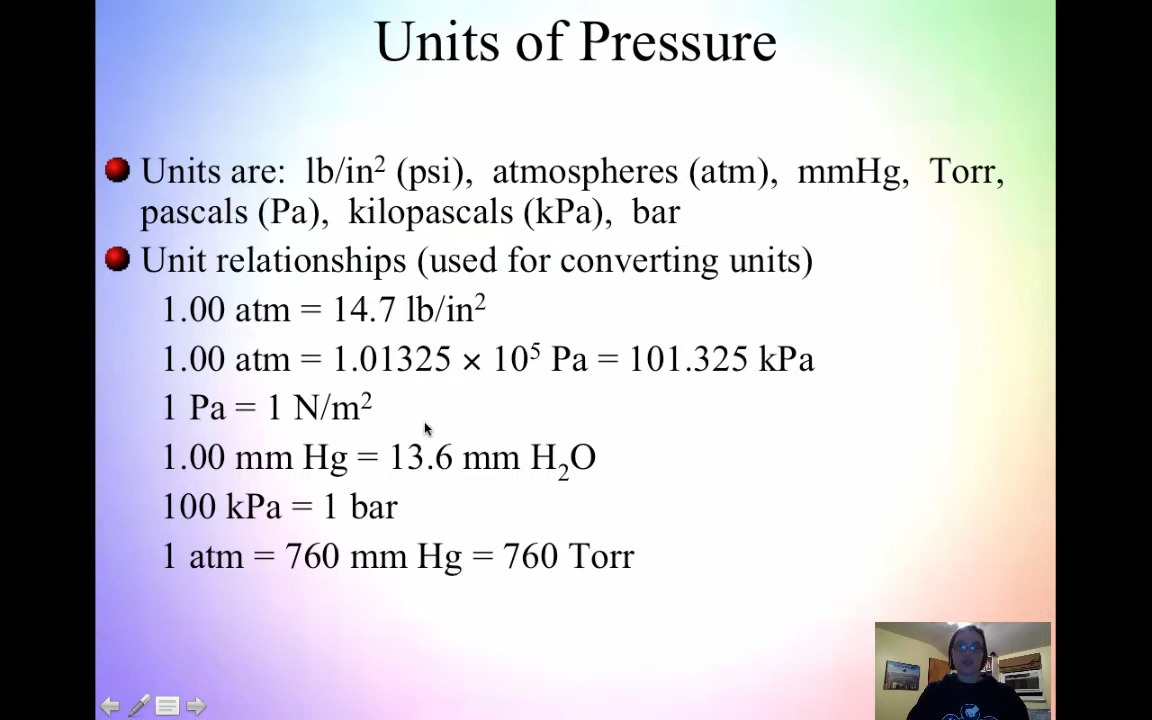 Units of Pressure
Units are: lb/in² (psi), atmospheres (atm), mmHg, Torr,
pascals (Pa), kilopascals (kPa), bar
Unit relationships (used for converting units)
1.00 atm = 14.7 lb/in²
1.00 atm = 1.01325 × 10⁵ Pa = 101.325 kPa
1 Pa = 1 N/m²
1.00 mm Hg = 13.6 mm H₂O
100 kPa = 1 bar
1 atm = 760 mm Hg = 760 Torr